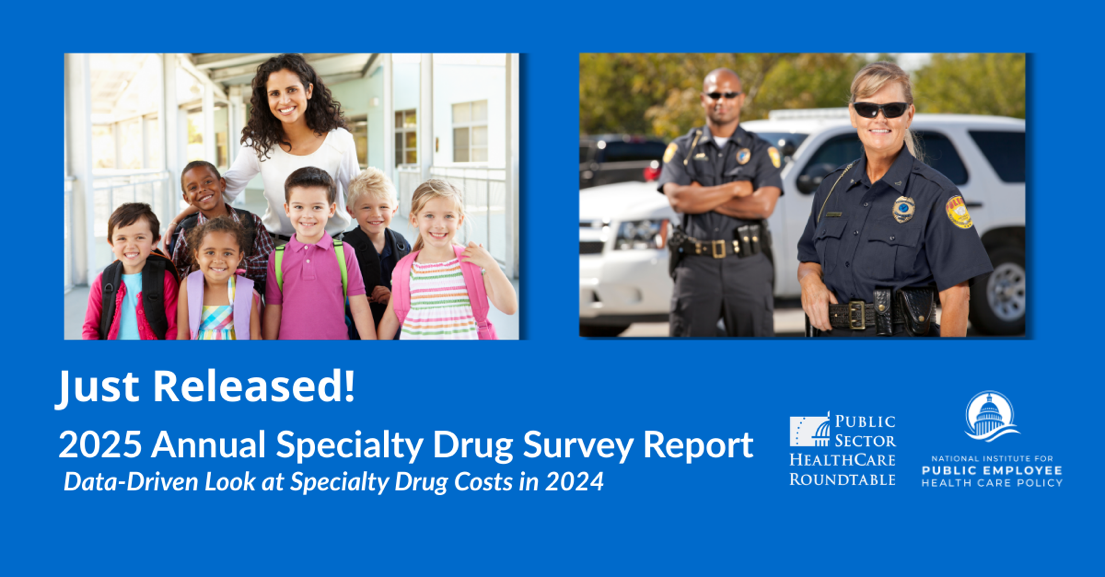 Just Released!
2025 Annual Specialty Drug Survey Report
Data-Driven Look at Specialty Drug Costs in 2024
PUBLIC
SECTOR
HEALTHCARE
ROUNDTABLE
NATIONAL INSTITUTE FOR
PUBLIC EMPLOYEE
HEALTH CARE POLICY